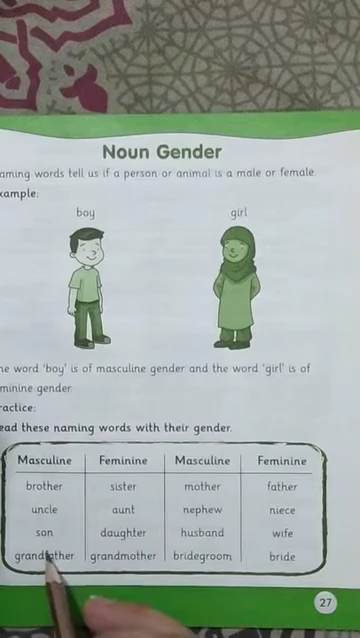 Noun Gender
aming words tell us if a person or animal is a male or female.
xample:
boy girl
he word 'boy' is of masculine gender and the word 'girl' is of
minine gender.
ractice:
ead these naming words with their gender.
Masculine Feminine Masculine Feminine
brother sister mother father
uncle aunt nephew niece
son daughter husband wife
grandfather grandmother bridegroom bride
27